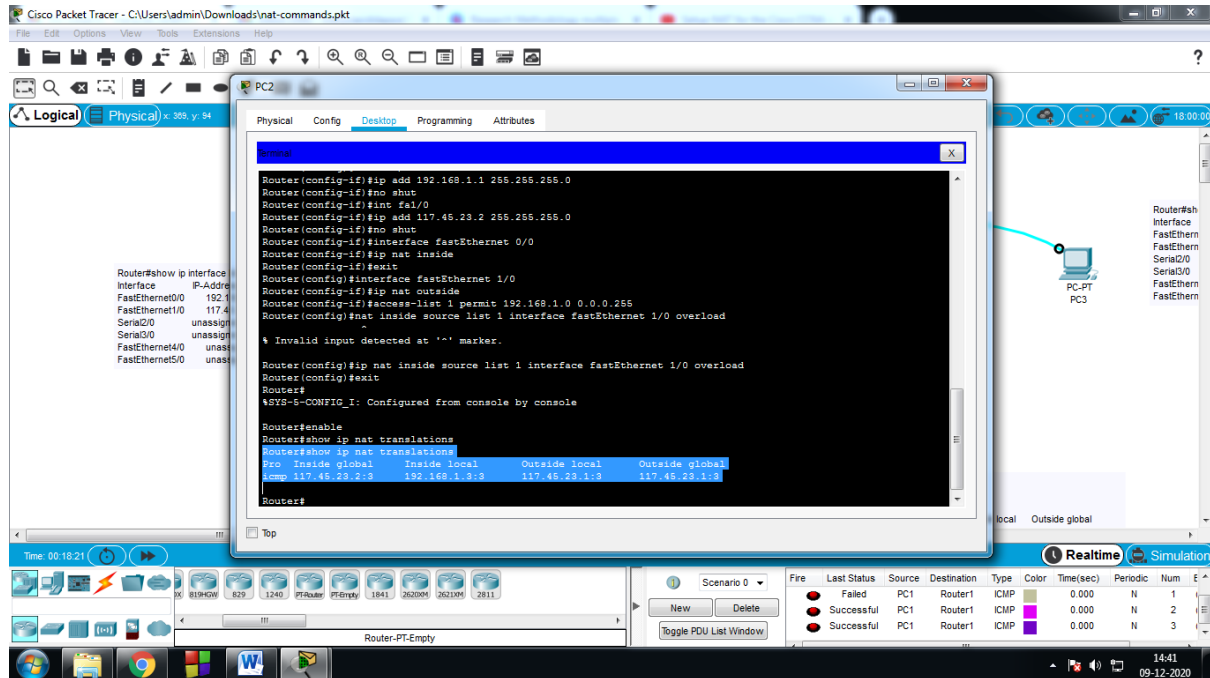 Cisco Packet Tracer - C:\Users\admin\Downloads\nat-commands.pkt
File Edit Options View Tools Extensions Help
?
PC2
Logical Physical x: 369, y: 94
18:00:00
Physical Config Desktop Programming Attributes
Terminal
X
Router(config-if)#ip add 192.168.1.1 255.255.255.0
Router(config-if)#no shut
Router(config-if)#int fa1/0
Router(config-if)#ip add 117.45.23.2 255.255.255.0
Router(config-if)#no shut
Router(config-if)#interface fastEthernet 0/0
Router(config-if)#ip nat inside
Router(config-if)#exit
Router(config)#interface fastEthernet 1/0
Router(config-if)#ip nat outside
Router(config-if)#access-list 1 permit 192.168.1.0 0.0.0.255
Router(config)#nat inside source list 1 interface fastEthernet 1/0 overload
^
% Invalid input detected at '^' marker.
Router(config)#ip nat inside source list 1 interface fastEthernet 1/0 overload
Router(config)#exit
Router#
%SYS-5-CONFIG_I: Configured from console by console
Router#enable
Router#show ip nat translations
Router#show ip nat translations
Pro Inside global Inside local Outside local Outside global
icmp 117.45.23.2:3 192.168.1.3:3 117.45.23.1:3 117.45.23.1:3
Router#
Top
Router#show ip interface
Interface IP-Addre
FastEthernet0/0 192.1
FastEthernet1/0 117.4
Serial2/0 unassign
Serial3/0 unassign
FastEthernet4/0 unass
FastEthernet5/0 unass
PC-PT
PC3
Router#sh
Interface
FastEthern
FastEthern
Serial2/0
Serial3/0
FastEthern
FastEthern
local Outside global
Time: 00:18:21
Realtime Simulation
819HGW 829 1240 PT-Router PT-Empty 1841 2620XM 2621XM 2811
Router-PT-Empty
Scenario 0
New Delete
Toggle PDU List Window
Fire Last Status Source Destination Type Color Time(sec) Periodic Num
Failed PC1 Router1 ICMP 0.000 N 1
Successful PC1 Router1 ICMP 0.000 N 2
Successful PC1 Router1 ICMP 0.000 N 3
14:41
09-12-2020